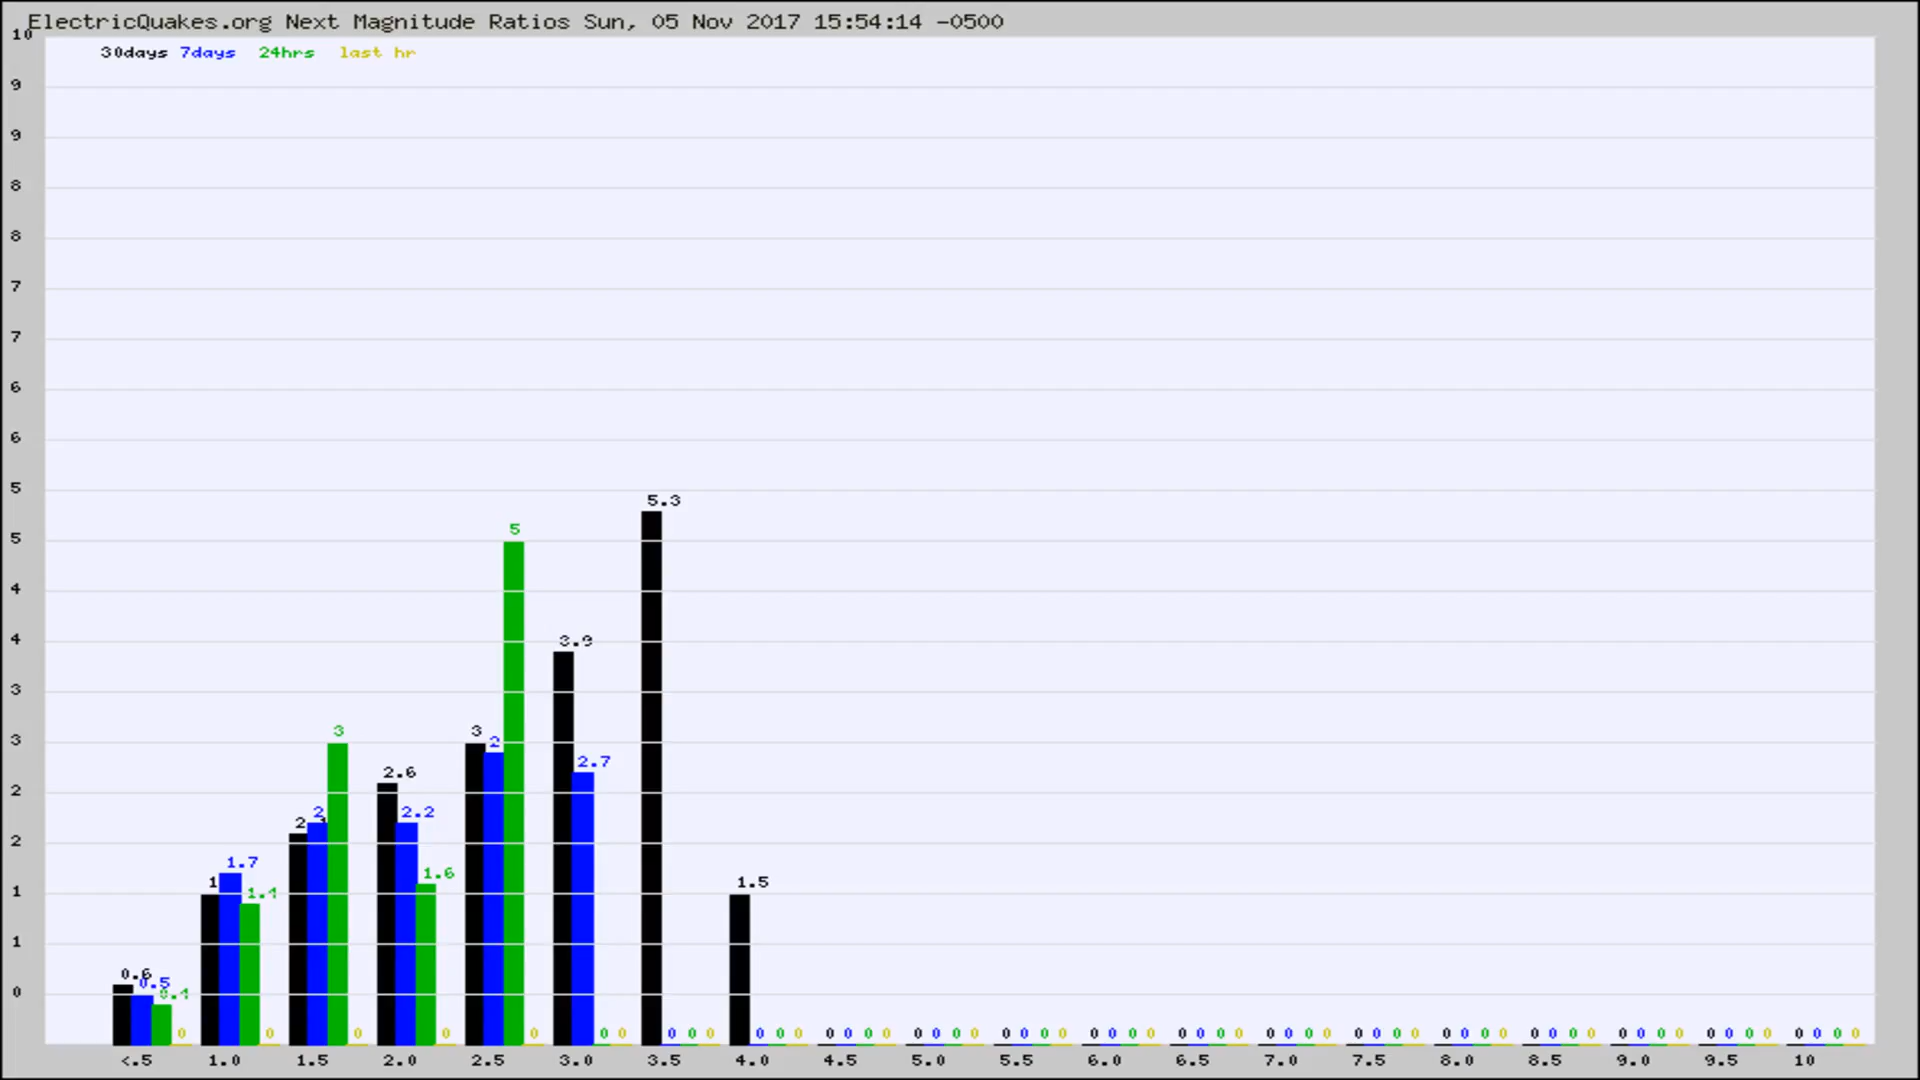 ElectricQuakes.org Next Magnitude Ratios Sun, 05 Nov 2017 15:54:14 -0500
30days 7days 24hrs last hr
10
9
9
8
8
7
7
6
6
5
5
4
4
3
3
2
2
1
1
0
0.6 0.5 0.4 0
1 1.7 1.4 0
2 2 3 0
2.6 2.2 1.6 0
3 2 5 0
3.9 2.7 0 0
5.3 0 0 0
1.5 0 0 0
0 0 0 0
0 0 0 0
0 0 0 0
0 0 0 0
0 0 0 0
0 0 0 0
0 0 0 0
0 0 0 0
0 0 0 0
0 0 0 0
0 0 0 0
0 0 0 0
<.5 1.0 1.5 2.0 2.5 3.0 3.5 4.0 4.5 5.0 5.5 6.0 6.5 7.0 7.5 8.0 8.5 9.0 9.5 10